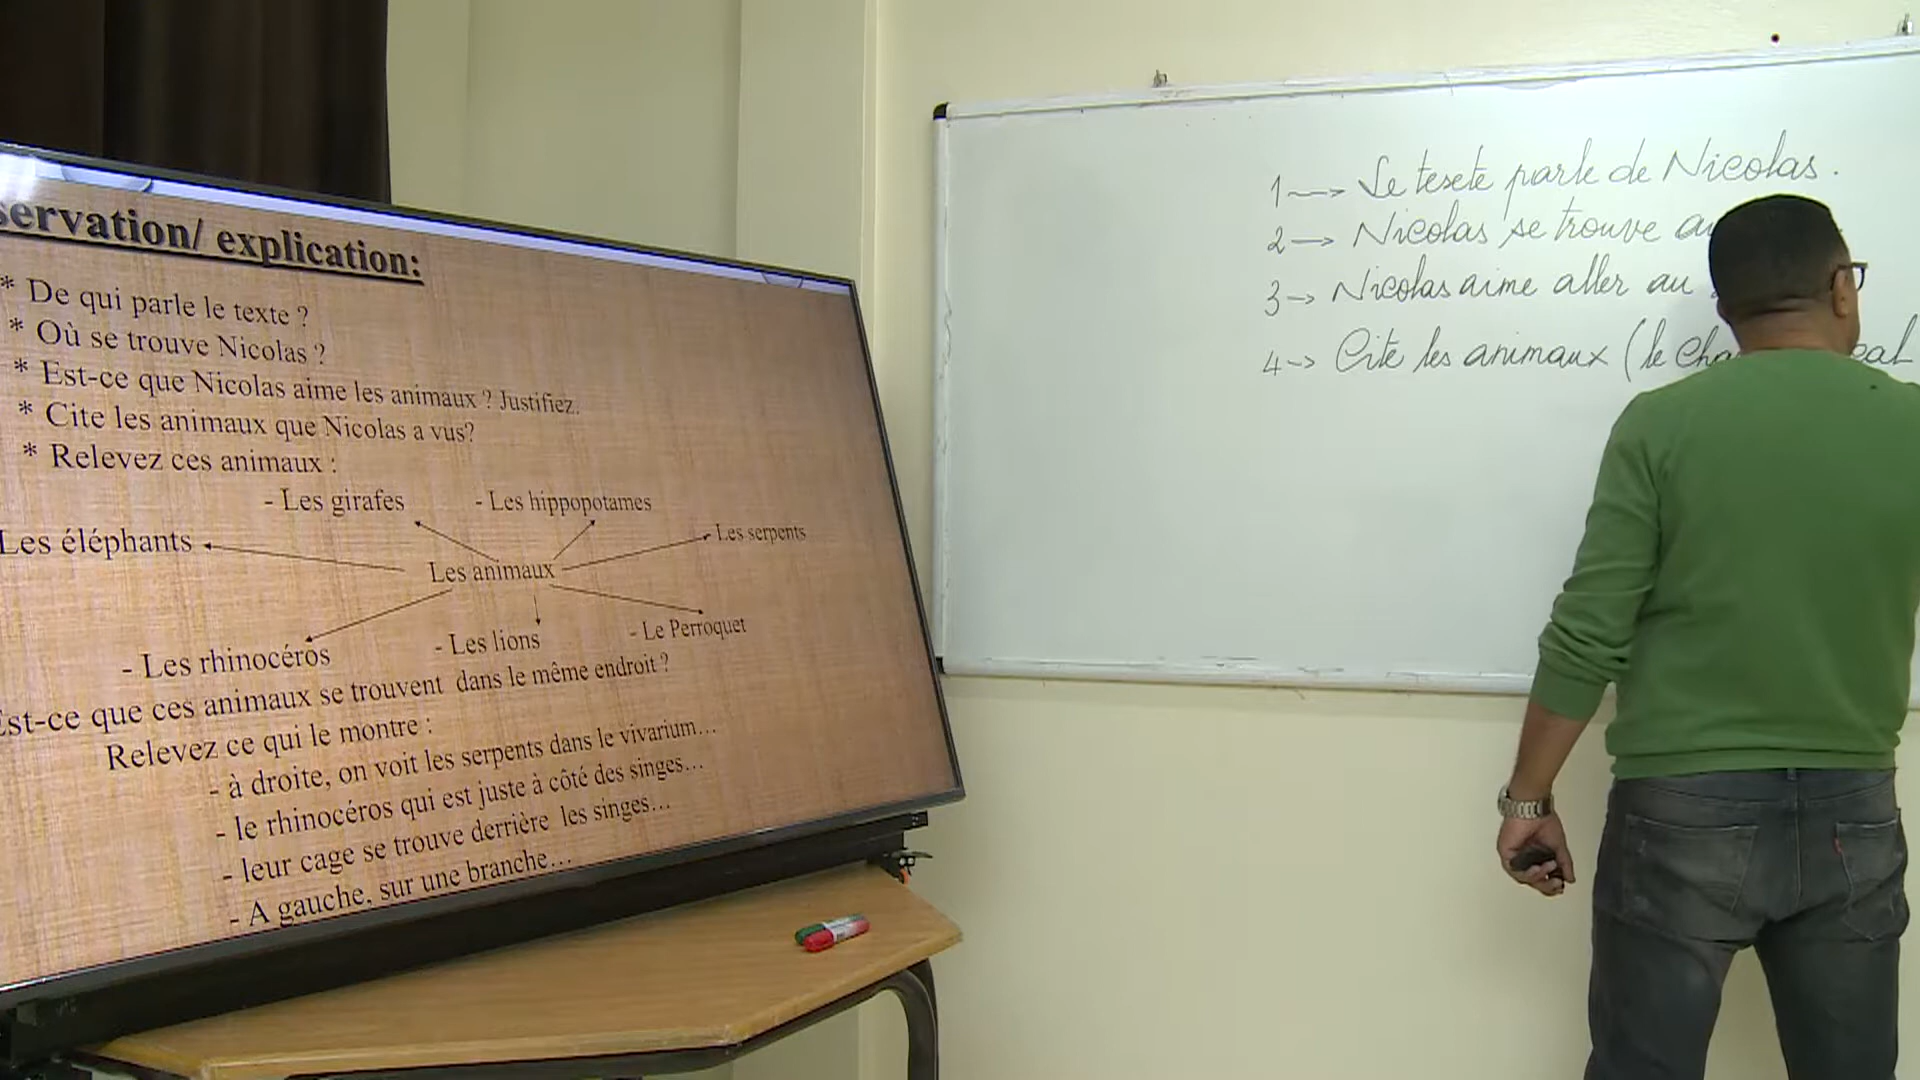 servation/ explication:
* De qui parle le texte ?
* Où se trouve Nicolas ?
* Est-ce que Nicolas aime les animaux ? Justifiez.
* Cite les animaux que Nicolas a vus?
* Relevez ces animaux :
- Les girafes - Les hippopotames
Les éléphants - Les serpents
Les animaux
- Les rhinocéros - Les lions - Le Perroquet
Est-ce que ces animaux se trouvent dans le même endroit ?
Relevez ce qui le montre :
- à droite, on voit les serpents dans le vivarium...
- le rhinocéros qui est juste à côté des singes...
- leur cage se trouve derrière les singes...
- A gauche, sur une branche...
1 → Le texte parle de Nicolas.
2 → Nicolas se trouve au
3 → Nicolas aime aller au
4 → Cite les animaux (le